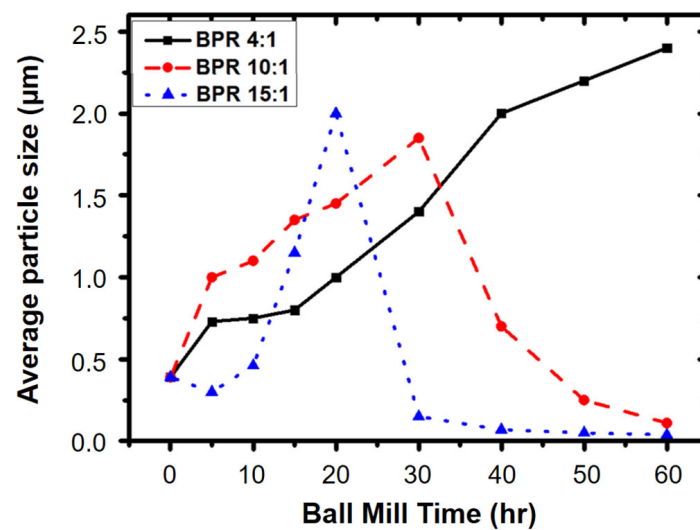 BPR 4:1
BPR 10:1
BPR 15:1
Average particle size (μm)
2.5
2.0
1.5
1.0
0.5
0.0
0 10 20 30 40 50 60
Ball Mill Time (hr)